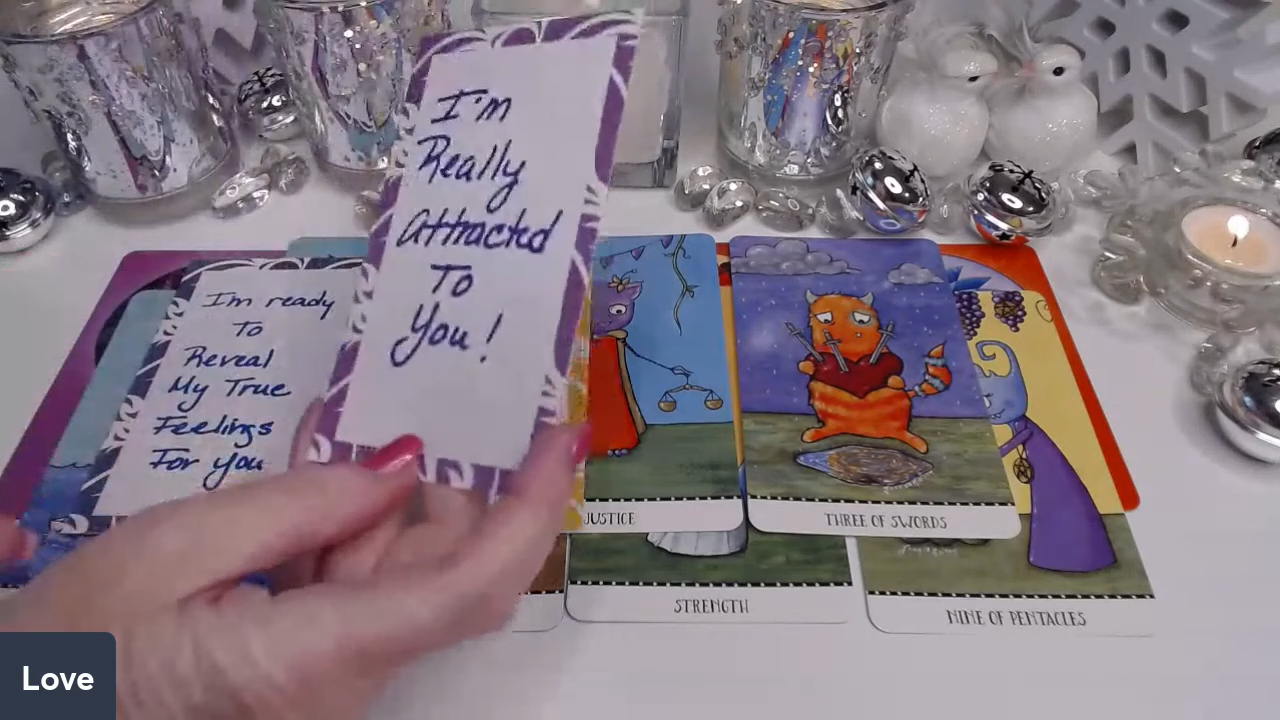 I'm
Really
Attracted
To
You!
I'm ready
To
Reveal
My True
Feelings
For you
JUSTICE
THREE OF SWORDS
STRENGTH
NINE OF PENTACLES
Love